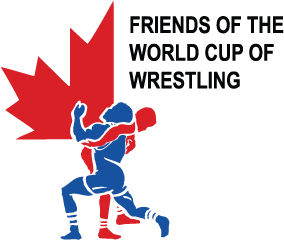 FRIENDS OF THE
WORLD CUP OF
WRESTLING